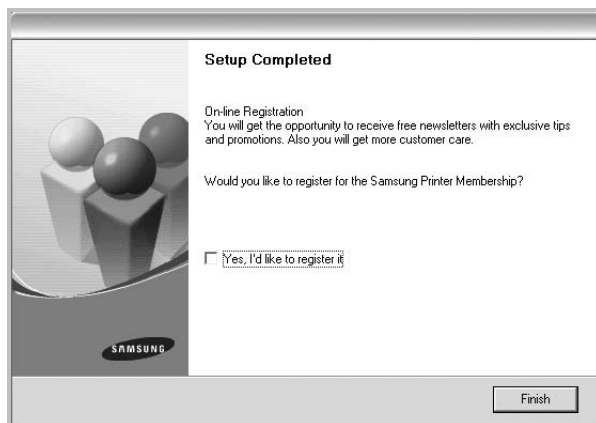 Setup Completed
On-line Registration
You will get the opportunity to receive free newsletters with exclusive tips
and promotions. Also you will get more customer care.
Would you like to register for the Samsung Printer Membership?
Yes, I'd like to register it
SAMSUNG
Finish